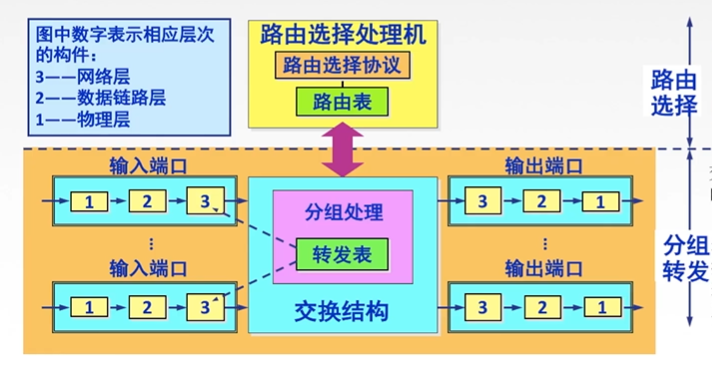 图中数字表示相应层次
的构件：
3——网络层
2——数据链路层
1——物理层
路由选择处理机
路由选择协议
路由表
路由
选择
输入端口
1 2 3
⋮
输入端口
1 2 3
分组处理
转发表
交换结构
输出端口
3 2 1
⋮
输出端口
3 2 1
分组
转发